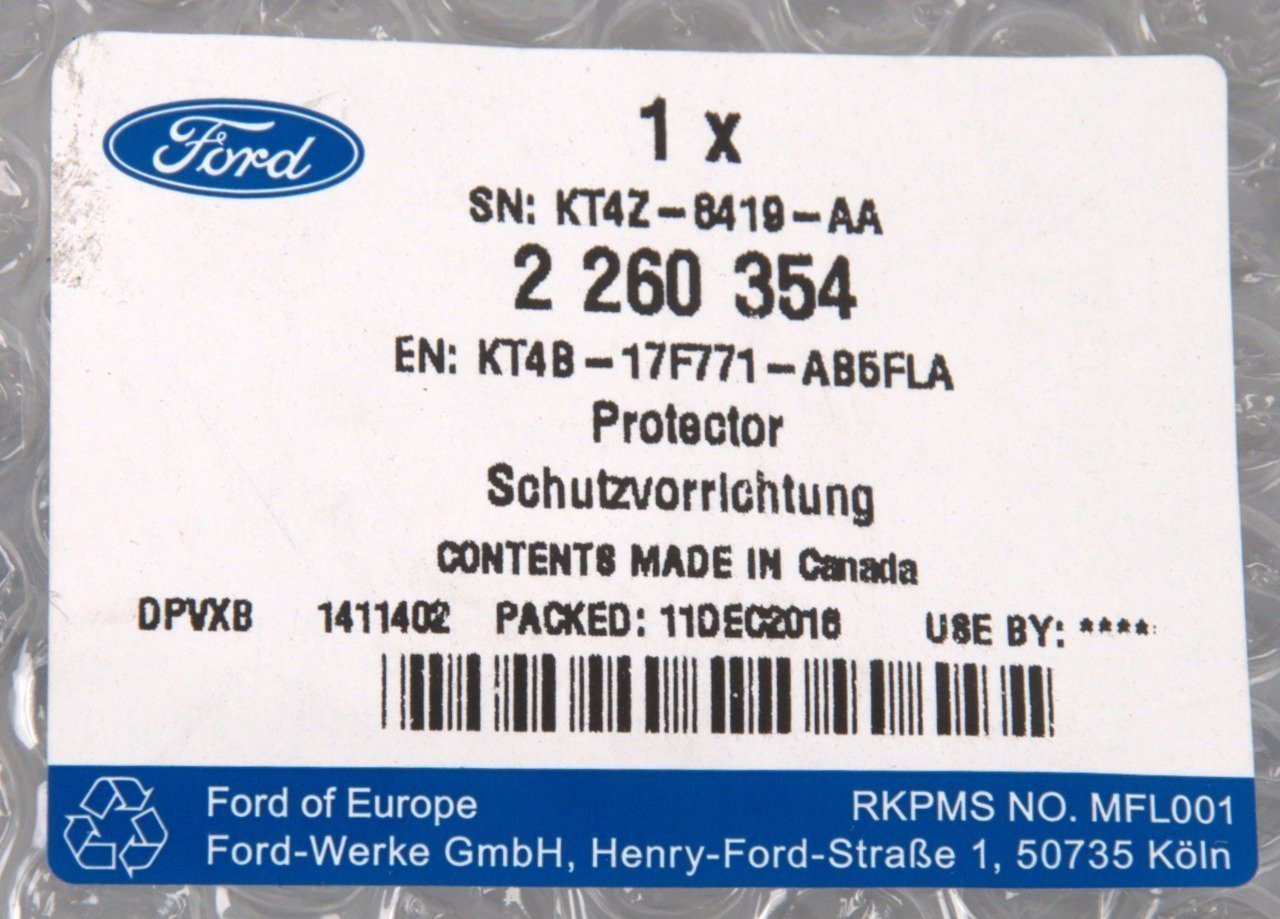 Ford
1 x
SN: KT4Z-8419-AA
2 260 354
EN: KT4B-17F771-AB5FLA
Protector
Schutzvorrichtung
CONTENTS MADE IN Canada
DPVXB 1411402 PACKED: 11DEC2018 USE BY: ****
Ford of Europe RKPMS NO. MFL001
Ford-Werke GmbH, Henry-Ford-Straße 1, 50735 Köln